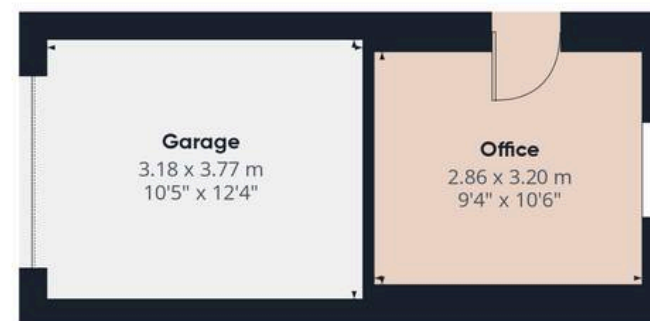 Garage
3.18 x 3.77 m
10'5" x 12'4"
Office
2.86 x 3.20 m
9'4" x 10'6"